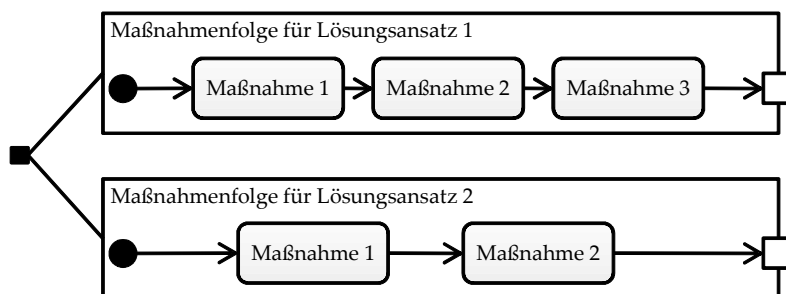 Maßnahmenfolge für Lösungsansatz 1
Maßnahme 1
Maßnahme 2
Maßnahme 3
Maßnahmenfolge für Lösungsansatz 2
Maßnahme 1
Maßnahme 2